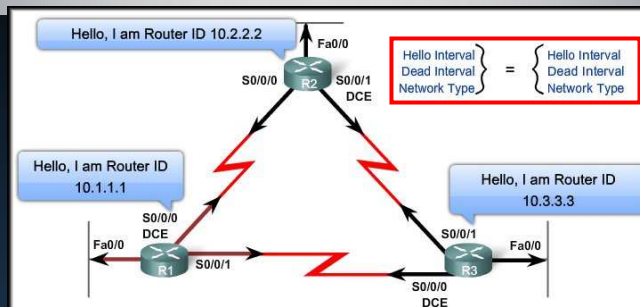 Hello, I am Router ID 10.2.2.2
Fa0/0
S0/0/0
S0/0/1
DCE
R2
Hello Interval
Dead Interval
Network Type
=
Hello Interval
Dead Interval
Network Type
Hello, I am Router ID
10.1.1.1
Hello, I am Router ID
10.3.3.3
S0/0/0
DCE
Fa0/0
R1
S0/0/1
S0/0/1
Fa0/0
R3
S0/0/0
DCE